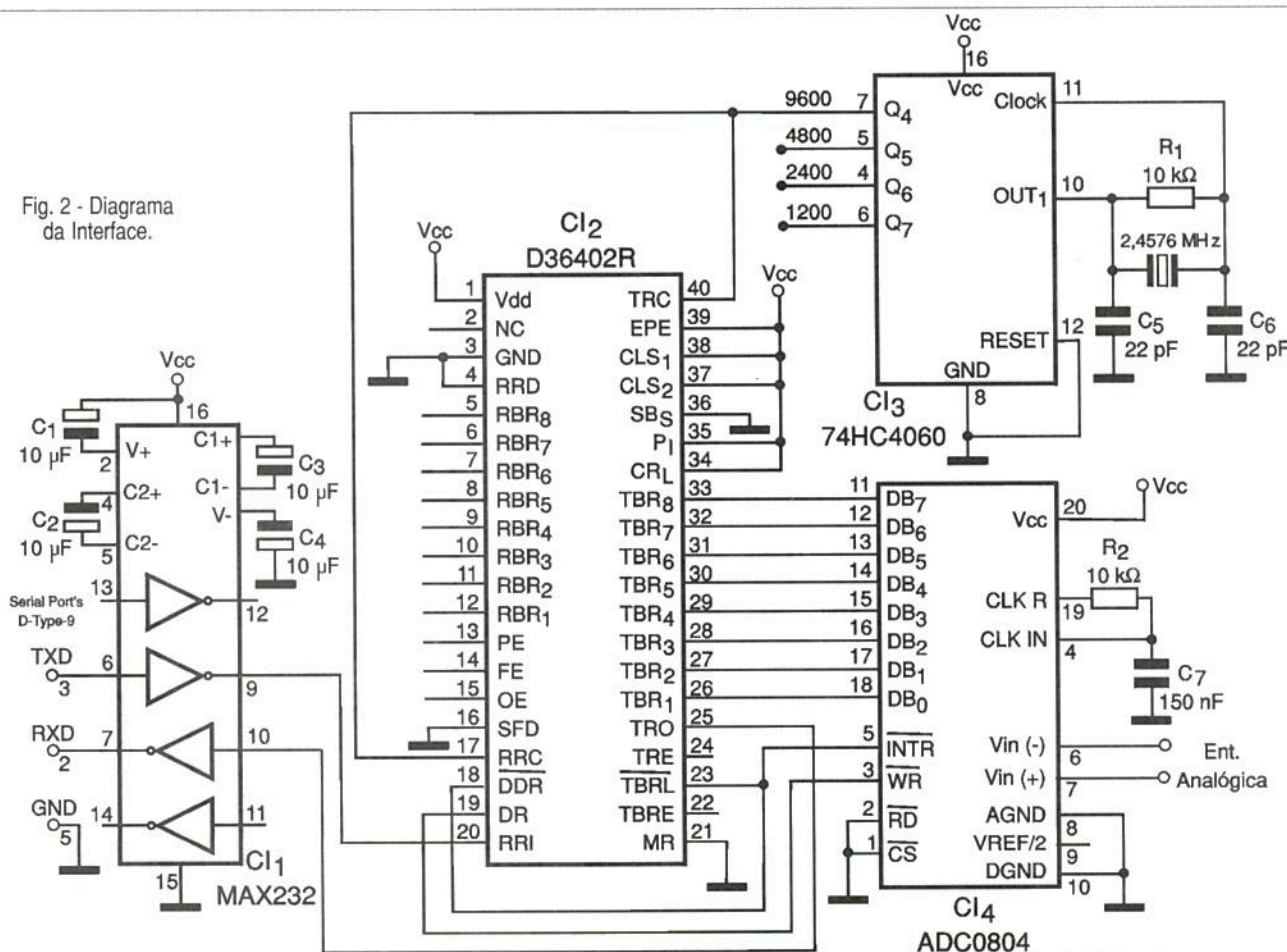 Fig. 2 - Diagrama
da Interface.
CI1
MAX232
Vcc
16
C1
10 µF
2
V+
C1+
C3
10 µF
C1-
4
C2+
V-
C2
10 µF
5
C2-
C4
10 µF
13
12
Serial Port's
D-Type-9
TXD
3
6
9
RXD
2
7
10
GND
5
14
11
15
CI2
D36402R
Vcc
1 Vdd
2 NC
3 GND
4 RRD
5 RBR8
6 RBR7
7 RBR6
8 RBR5
9 RBR4
10 RBR3
11 RBR2
12 RBR1
13 PE
14 FE
15 OE
16 SFD
17 RRC
18 DDR
19 DR
20 RRI
TRC 40
EPE 39
CLS1 38
CLS2 37
SBS 36
PI 35
CRL 34
TBR8 33
TBR7 32
TBR6 31
TBR5 30
TBR4 29
TBR3 28
TBR2 27
TBR1 26
TRO 25
TRE 24
TBRL 23
TBRE 22
MR 21
Vcc
Vcc
16
Vcc
9600 7 Q4
4800 5 Q5
2400 4 Q6
1200 6 Q7
Clock 11
OUT1 10
RESET 12
GND
8
CI3
74HC4060
R1
10 kΩ
2,4576 MHz
C5
22 pF
C6
22 pF
11 DB7
12 DB6
13 DB5
14 DB4
15 DB3
16 DB2
17 DB1
18 DB0
5 INTR
3 WR
2 RD
1 CS
Vcc 20
Vcc
R2
10 kΩ
CLK R 19
CLK IN 4
C7
150 nF
Vin (-) 6
Vin (+) 7
Ent.
Analógica
AGND 8
VREF/2 9
DGND 10
CI4
ADC0804